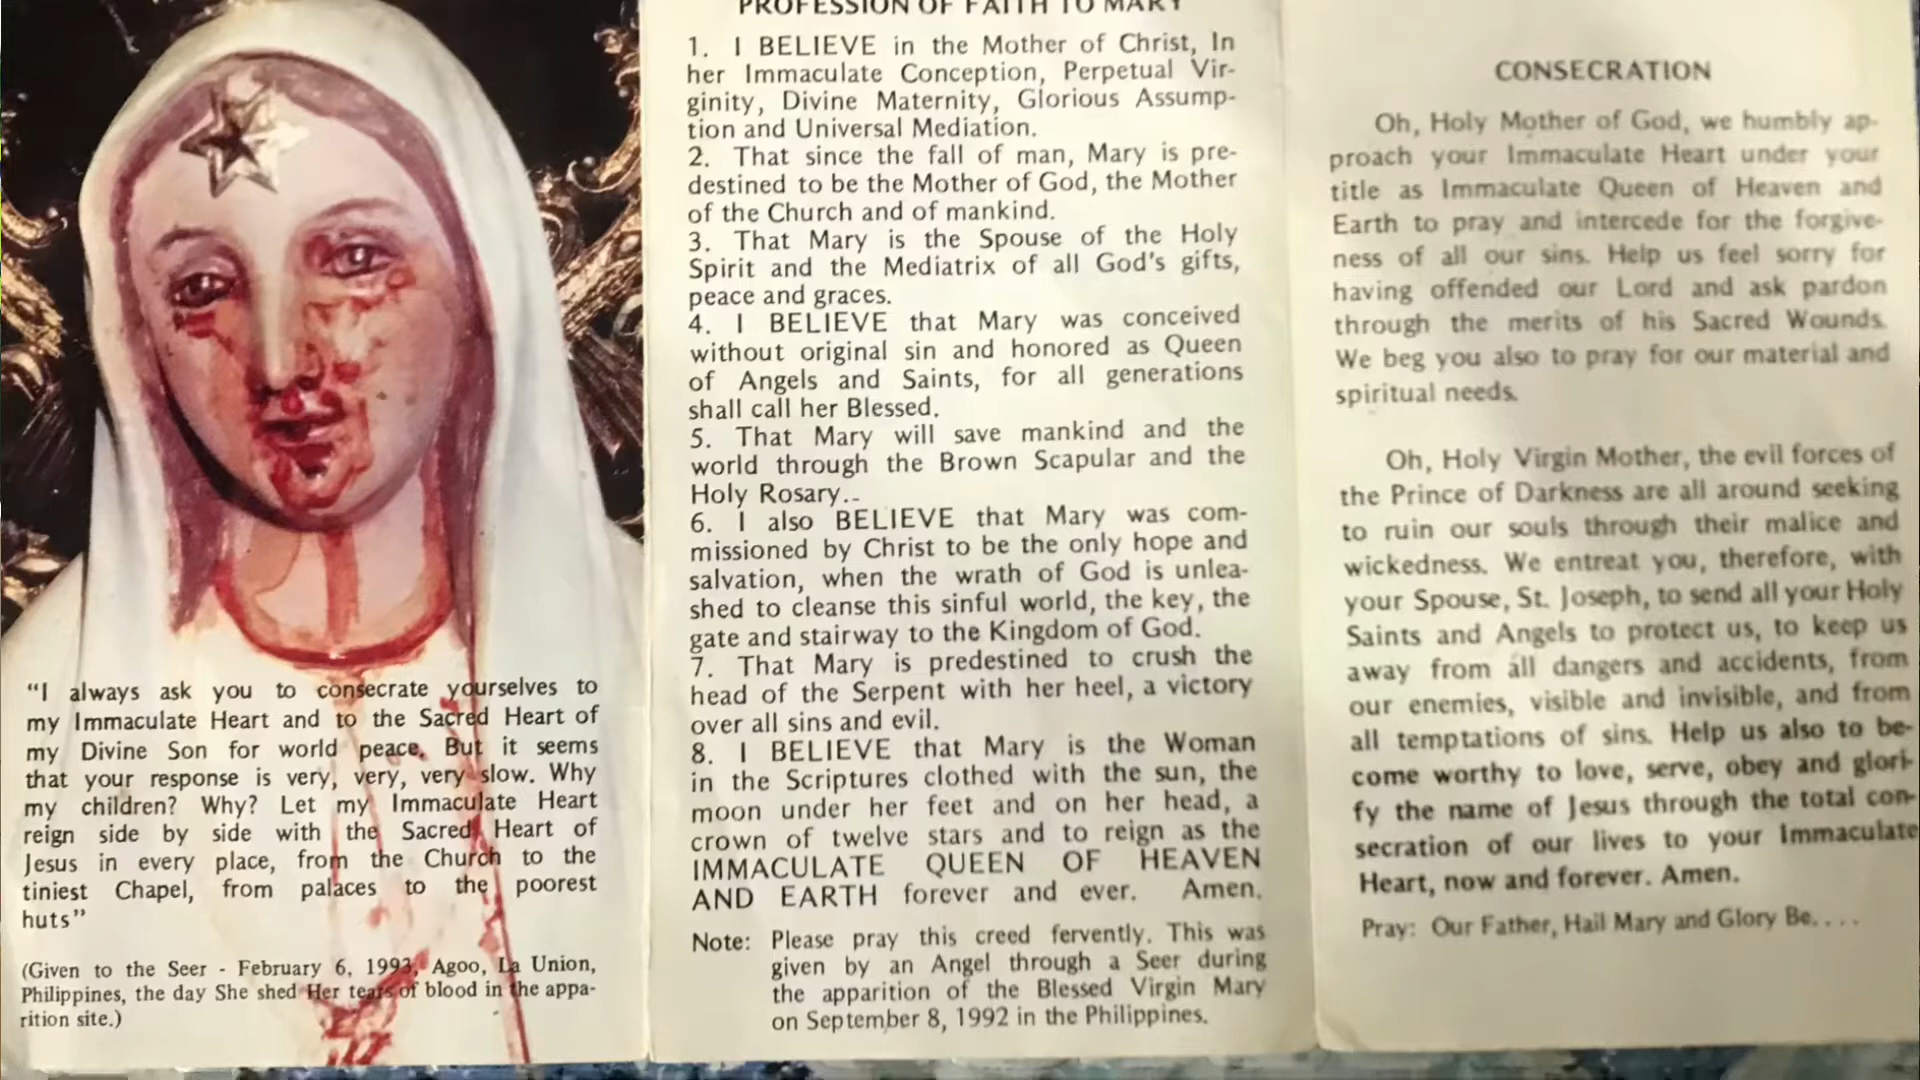 "I always ask you to consecrate yourselves to
my Immaculate Heart and to the Sacred Heart of
my Divine Son for world peace. But it seems
that your response is very, very, very slow. Why
my children? Why? Let my Immaculate Heart
reign side by side with the Sacred Heart of
Jesus in every place, from the Church to the
tiniest Chapel, from palaces to the poorest
huts"
(Given to the Seer - February 6, 1993, Agoo, La Union,
Philippines, the day She shed Her tears of blood in the appa-
rition site.)
PROFESSION OF FAITH TO MARY
1. I BELIEVE in the Mother of Christ, In
her Immaculate Conception, Perpetual Vir-
ginity, Divine Maternity, Glorious Assump-
tion and Universal Mediation.
2. That since the fall of man, Mary is pre-
destined to be the Mother of God, the Mother
of the Church and of mankind.
3. That Mary is the Spouse of the Holy
Spirit and the Mediatrix of all God's gifts,
peace and graces.
4. I BELIEVE that Mary was conceived
without original sin and honored as Queen
of Angels and Saints, for all generations
shall call her Blessed.
5. That Mary will save mankind and the
world through the Brown Scapular and the
Holy Rosary..
6. I also BELIEVE that Mary was com-
missioned by Christ to be the only hope and
salvation, when the wrath of God is unlea-
shed to cleanse this sinful world, the key, the
gate and stairway to the Kingdom of God.
7. That Mary is predestined to crush the
head of the Serpent with her heel, a victory
over all sins and evil.
8. I BELIEVE that Mary is the Woman
in the Scriptures clothed with the sun, the
moon under her feet and on her head, a
crown of twelve stars and to reign as the
IMMACULATE QUEEN OF HEAVEN
AND EARTH forever and ever. Amen.
Note: Please pray this creed fervently. This was
given by an Angel through a Seer during
the apparition of the Blessed Virgin Mary
on September 8, 1992 in the Philippines.
CONSECRATION
Oh, Holy Mother of God, we humbly ap-
proach your Immaculate Heart under your
title as Immaculate Queen of Heaven and
Earth to pray and intercede for the forgive-
ness of all our sins. Help us feel sorry for
having offended our Lord and ask pardon
through the merits of his Sacred Wounds.
We beg you also to pray for our material and
spiritual needs.
Oh, Holy Virgin Mother, the evil forces of
the Prince of Darkness are all around seeking
to ruin our souls through their malice and
wickedness. We entreat you, therefore, with
your Spouse, St. Joseph, to send all your Holy
Saints and Angels to protect us, to keep us
away from all dangers and accidents, from
our enemies, visible and invisible, and from
all temptations of sins. Help us also to be-
come worthy to love, serve, obey and glori-
fy the name of Jesus through the total con-
secration of our lives to your Immaculate
Heart, now and forever. Amen.
Pray: Our Father, Hail Mary and Glory Be. . . .